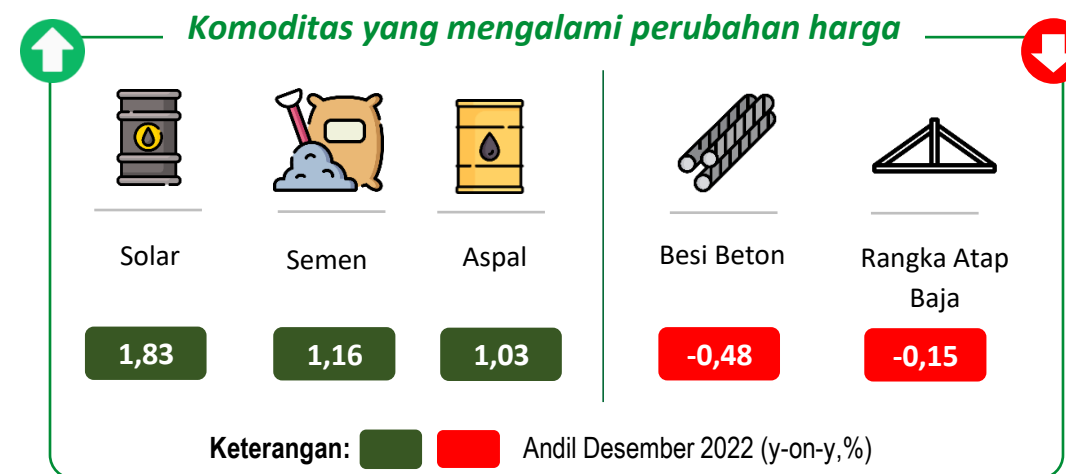 Komoditas yang mengalami perubahan harga
Solar
Semen
Aspal
Besi Beton
Rangka Atap
Baja
1,83
1,16
1,03
-0,48
-0,15
Keterangan: Andil Desember 2022 (y-on-y,%)